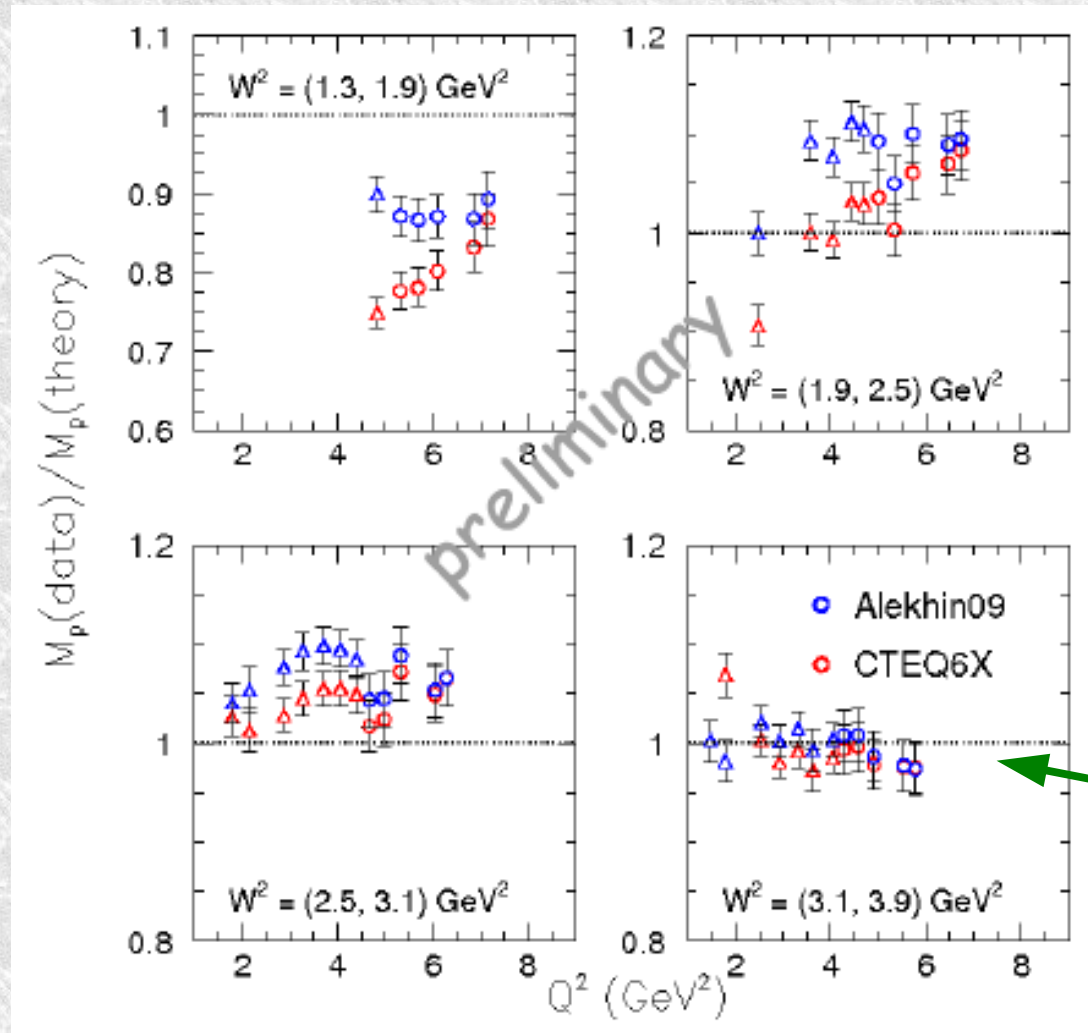 1.1
1
0.9
0.8
0.7
0.6
W² = (1.3, 1.9) GeV²
2 4 6 8
1.2
1
0.8
W² = (1.9, 2.5) GeV²
2 4 6 8
preliminary
Mₚ(data)/Mₚ(theory)
1.2
1
0.8
W² = (2.5, 3.1) GeV²
2 4 6 8
1.2
1
0.8
Alekhin09
CTEQ6X
W² = (3.1, 3.9) GeV²
2 4 6 8
Q² (GeV²)